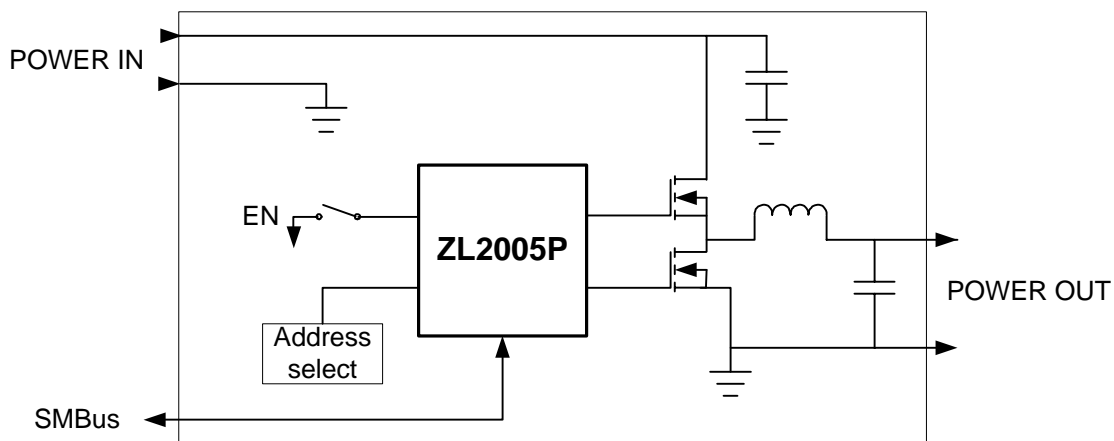 POWER IN
EN
ZL2005P
Address
select
POWER OUT
SMBus